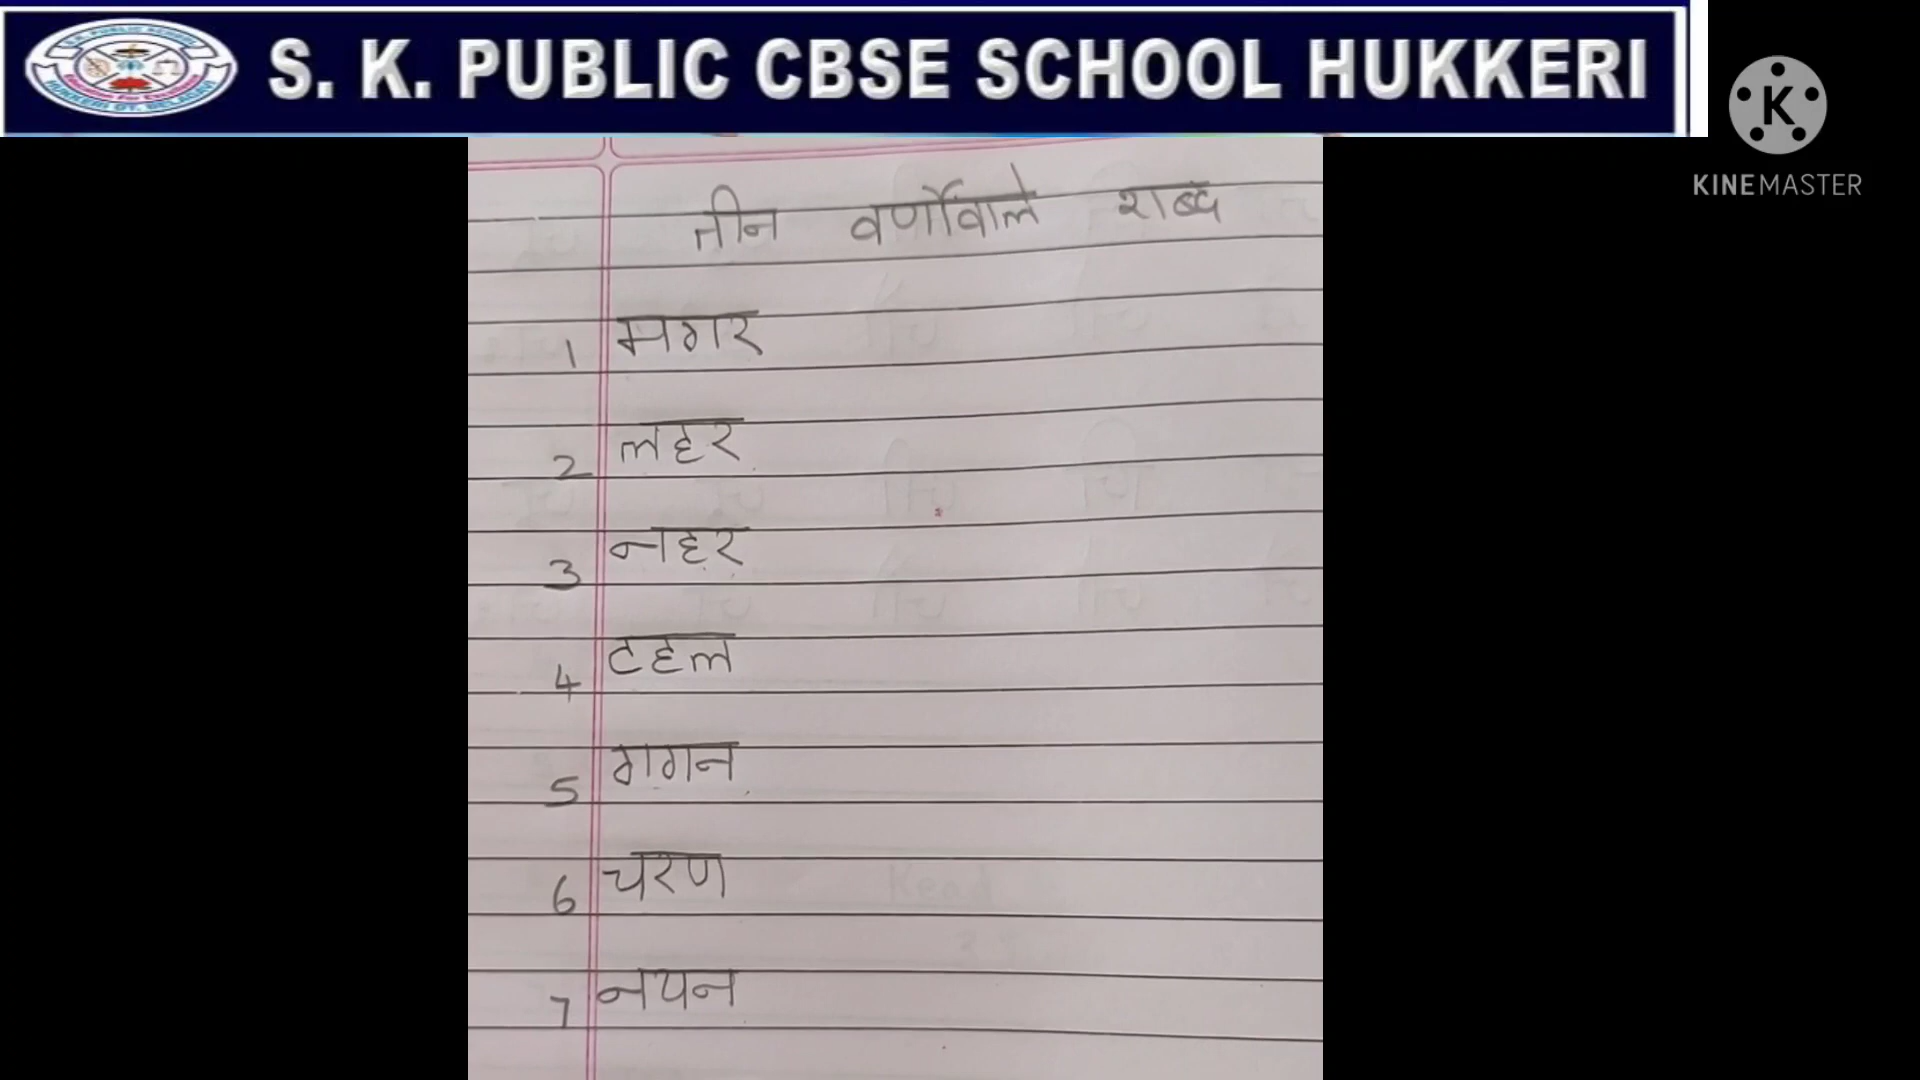 S. K. PUBLIC CBSE SCHOOL HUKKERI
K
KINEMASTER
तीन वर्णोवाले शब्द
1 मगर
2 लहर
3 नहर
4 टहल
5 गगन
6 चरण
7 नयन